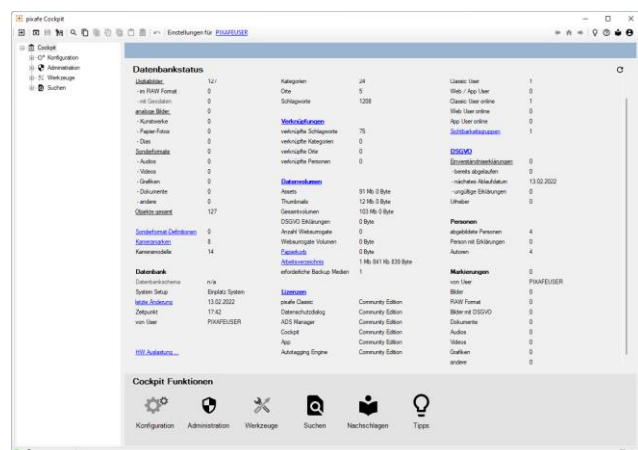 pixafe Cockpit
Einstellungen für PIXAFEUSER
Cockpit
Konfiguration
Administration
Werkzeuge
Suchen
Datenbankstatus
Digitalbilder 127
- im RAW Format 0
- mit Geodaten 0
analoge Bilder 0
- Kunstwerke 0
- Papier-Fotos 0
- Dias 0
Sonderformate 0
- Audios 0
- Videos 0
- Grafiken 0
- Dokumente 0
- andere 0
Objekte gesamt 127
Sonderformat-Definitionen 0
Kameramarken 8
Kameramodelle 14
Datenbank
Datenbankschema n/a
System Setup Einplatz System
letzte Änderung 13.02.2022
Zeitpunkt 17:42
von User PIXAFEUSER
HW Auslastung ...
Kategorien 24
Orte 5
Schlagworte 1208
Verknüpfungen
verknüpfte Schlagworte 75
verknüpfte Kategorien 0
verknüpfte Orte 0
verknüpfte Personen 0
Datenvolumen
Assets 91 Mb 0 Byte
Thumbnails 12 Mb 0 Byte
Gesamtvolumen 103 Mb 0 Byte
DSGVO Erklärungen 0 Byte
Anzahl Websurrogate 0
Websurrogate Volumen 0 Byte
Papierkorb 0 Byte
Arbeitsverzeichnis 1 Mb 841 Kb 839 Byte
erforderliche Backup Medien 1
Lizenzen
pixafe Classic Community Edition
Datenschutzdialog Community Edition
ADS Manager Community Edition
Cockpit Community Edition
App Community Edition
Autotagging Engine Community Edition
Classic User 1
Web / App User 0
Classic User online 1
Web User online 0
App User online 0
Sichtbarkeitsgruppen 1
DSGVO
Einverständniserklärungen 0
- bereits abgelaufen 0
- nächstes Ablaufdatum 13.02.2022
- ungültige Erklärungen 0
Urheber 0
Personen
abgebildete Personen 4
Person mit Erklärungen 0
Autoren 4
Markierungen 0
von User PIXAFEUSER
Bilder 0
RAW Format 0
Bilder mit DSGVO 0
Dokumente 0
Audios 0
Videos 0
Grafiken 0
andere 0
Cockpit Funktionen
Konfiguration Administration Werkzeuge Suchen Nachschlagen Tipps